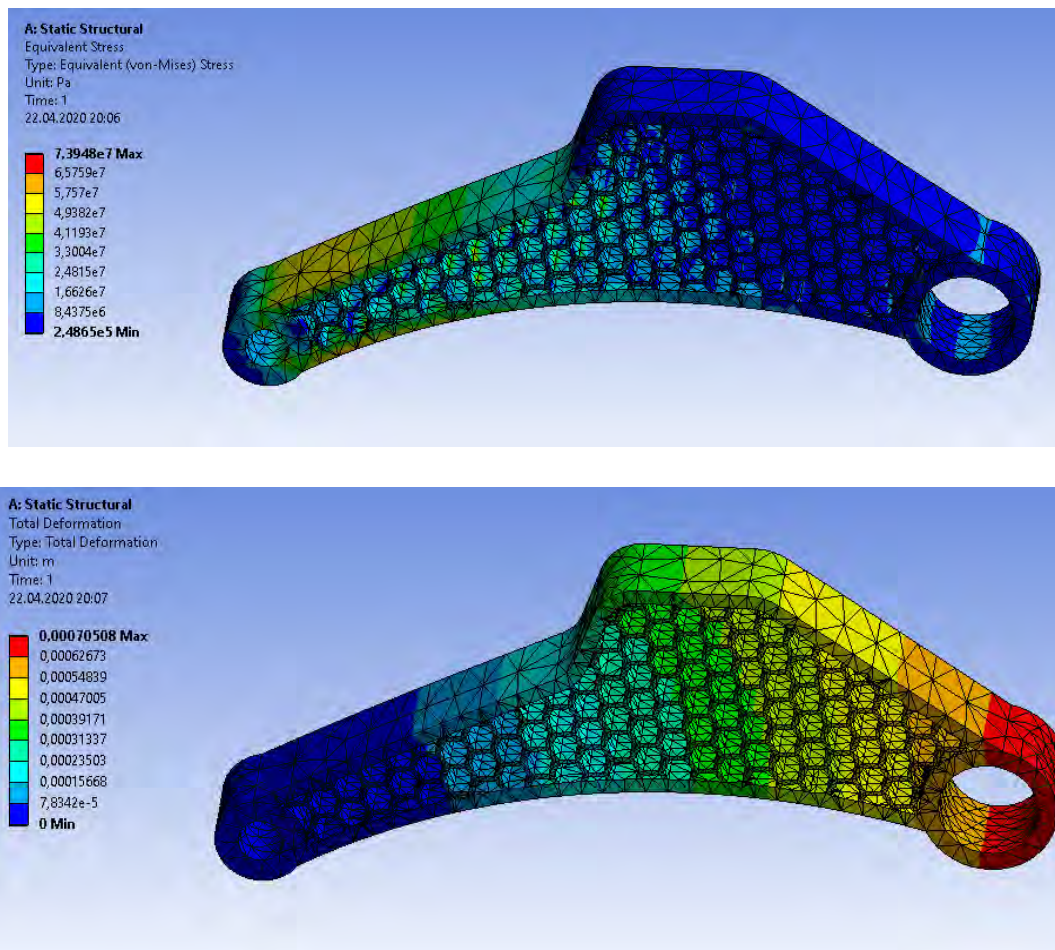 A: Static Structural
Equivalent Stress
Type: Equivalent (von-Mises) Stress
Unit: Pa
Time: 1
22.04.2020 20:06
7,3948e7 Max
6,5759e7
5,757e7
4,9382e7
4,1193e7
3,3004e7
2,4815e7
1,6626e7
8,4375e6
2,4865e5 Min
A: Static Structural
Total Deformation
Type: Total Deformation
Unit: m
Time: 1
22.04.2020 20:07
0,00070508 Max
0,00062673
0,00054839
0,00047005
0,00039171
0,00031337
0,00023503
0,00015668
7,8342e-5
0 Min